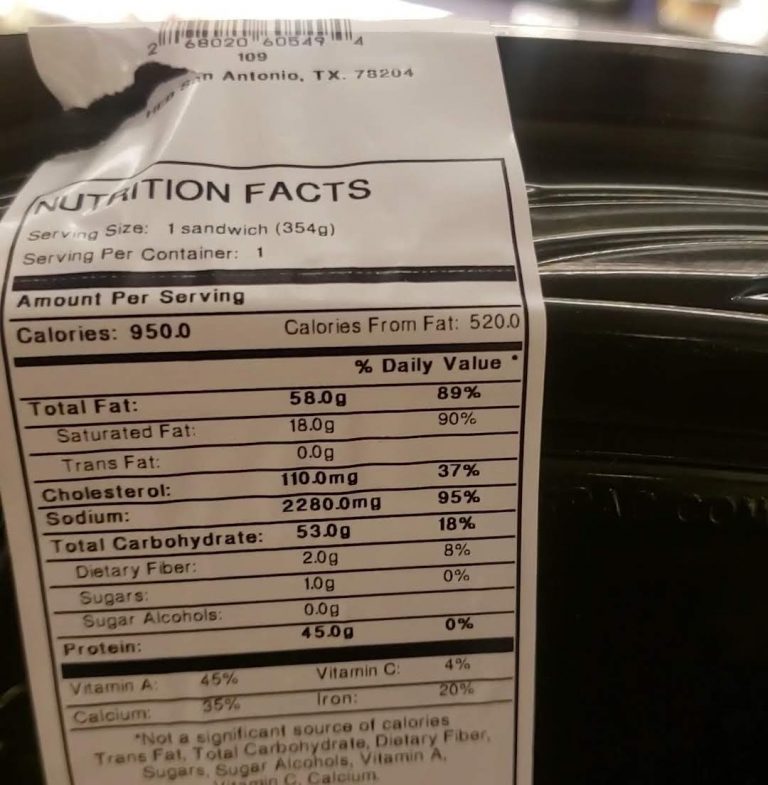 2 68020 60549 4
109
San Antonio, TX. 78204
NUTRITION FACTS
Serving Size: 1 sandwich (354g)
Serving Per Container: 1
Amount Per Serving
Calories: 950.0 Calories From Fat: 520.0
% Daily Value *
Total Fat: 58.0g 89%
Saturated Fat: 18.0g 90%
Trans Fat: 0.0g
Cholesterol: 110.0mg 37%
Sodium: 2280.0mg 95%
Total Carbohydrate: 53.0g 18%
Dietary Fiber: 2.0g 8%
Sugars: 1.0g 0%
Sugar Alcohols: 0.0g
Protein: 45.0g 0%
Vitamin A: 45% Vitamin C: 4%
Calcium: 35% Iron: 20%
*Not a significant source of calories
Trans Fat, Total Carbohydrate, Dietary Fiber,
Sugars, Sugar Alcohols, Vitamin A,
Vitamin C, Calcium.